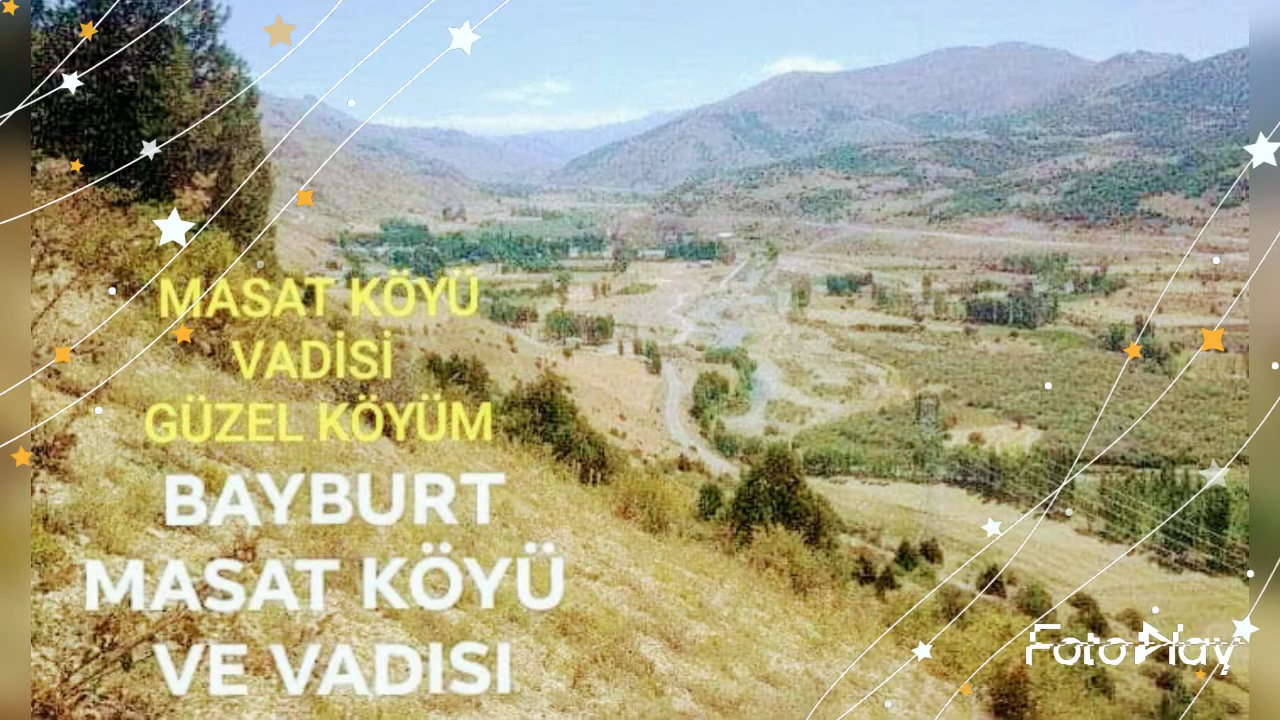 MASAT KÖYÜ
VADİSİ
GÜZEL KÖYÜM
BAYBURT
MASAT KÖYÜ
VE VADISI
FotoPlay